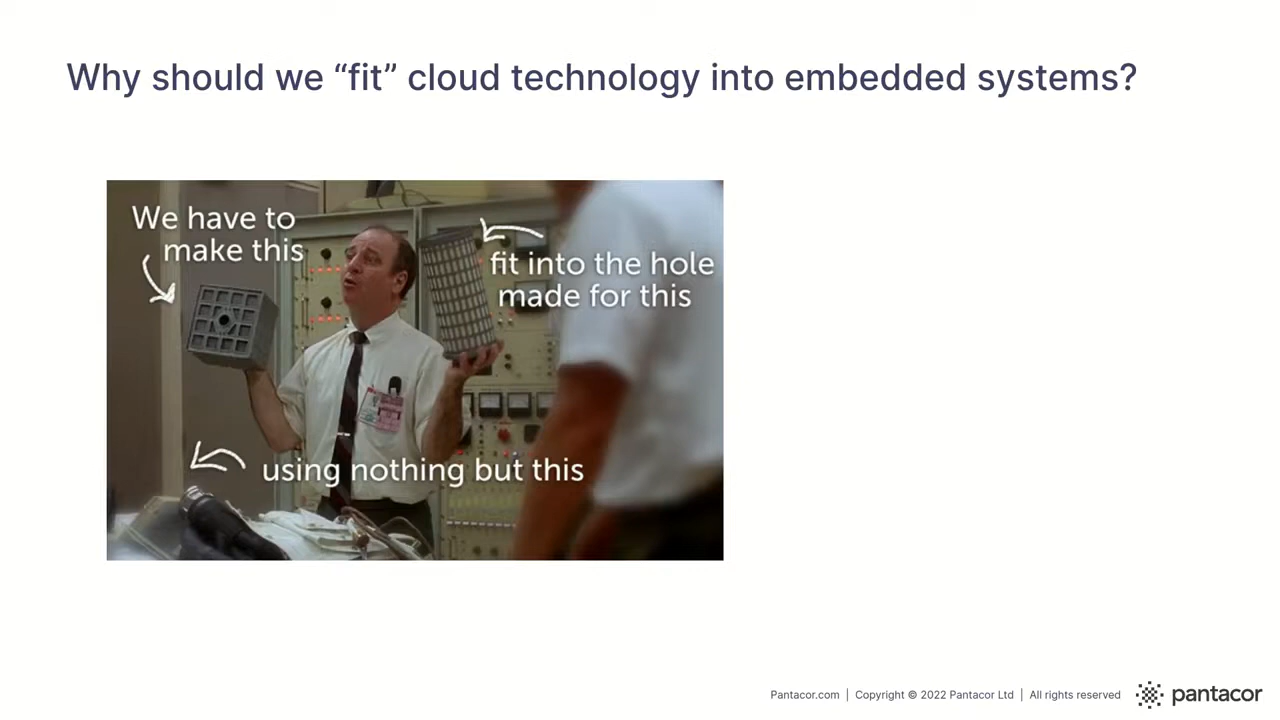 Why should we “fit” cloud technology into embedded systems?
We have to
make this
fit into the hole
made for this
using nothing but this
Pantacor.com | Copyright © 2022 Pantacor Ltd | All rights reserved
pantacor